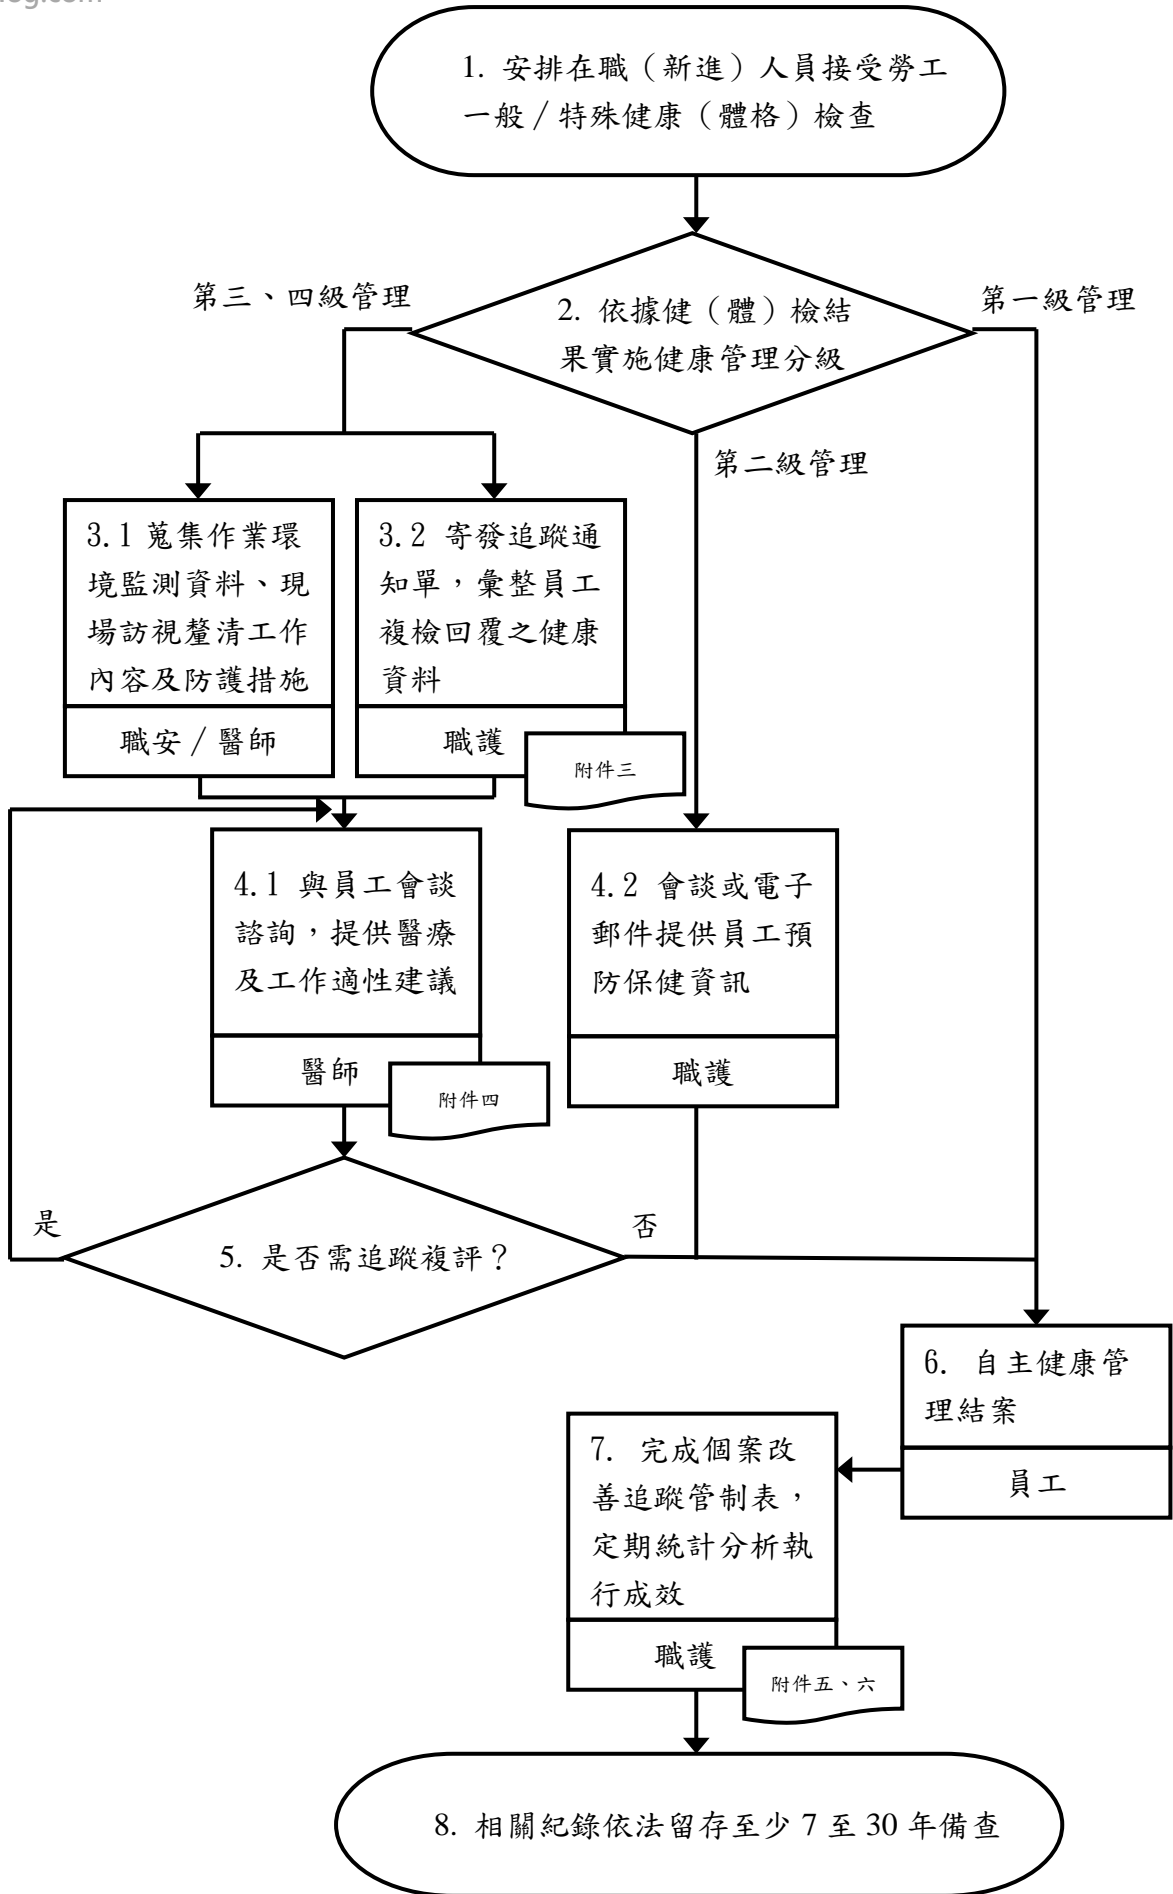 1. 安排在職（新進）人員接受勞工
一般／特殊健康（體格）檢查
第三、四級管理
第一級管理
2. 依據健（體）檢結
果實施健康管理分級
第二級管理
3.1 蒐集作業環
境監測資料、現
場訪視釐清工作
內容及防護措施
職安／醫師
3.2 寄發追蹤通
知單，彙整員工
複檢回覆之健康
資料
職護
附件三
4.1 與員工會談
諮詢，提供醫療
及工作適性建議
醫師
附件四
4.2 會談或電子
郵件提供員工預
防保健資訊
職護
是
5. 是否需追蹤複評？
否
6. 自主健康管
理結案
員工
7. 完成個案改
善追蹤管制表，
定期統計分析執
行成效
職護
附件五、六
8. 相關紀錄依法留存至少 7 至 30 年備查